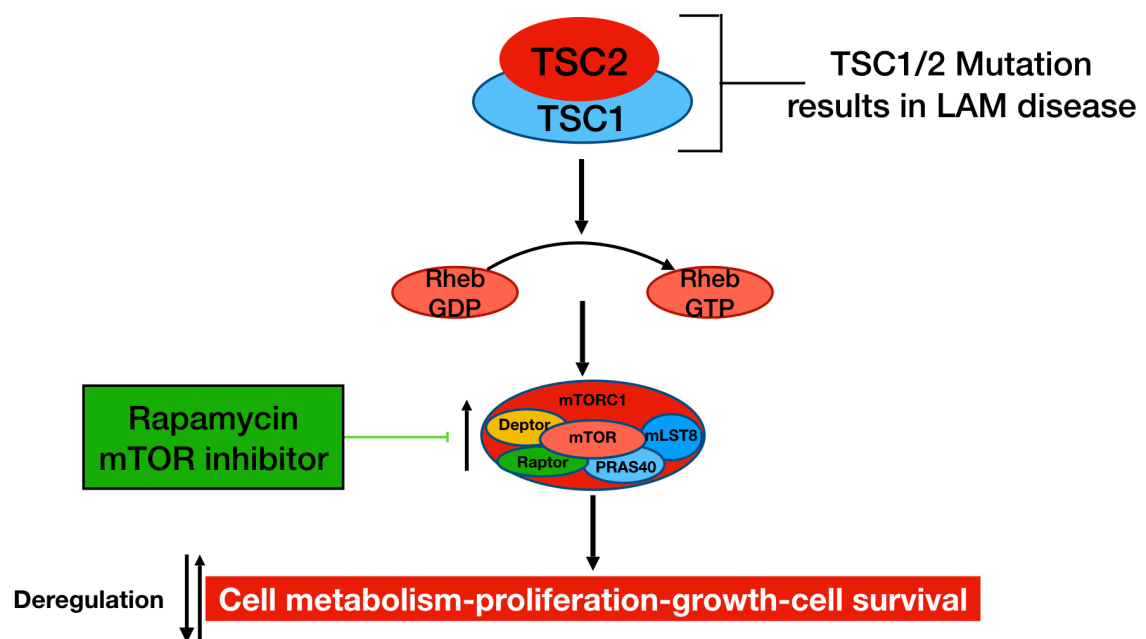 TSC2
TSC1
TSC1/2 Mutation
results in LAM disease
Rheb
GDP
Rheb
GTP
Rapamycin
mTOR inhibitor
mTORC1
Deptor
mTOR
mLST8
Raptor
PRAS40
Deregulation
Cell metabolism-proliferation-growth-cell survival